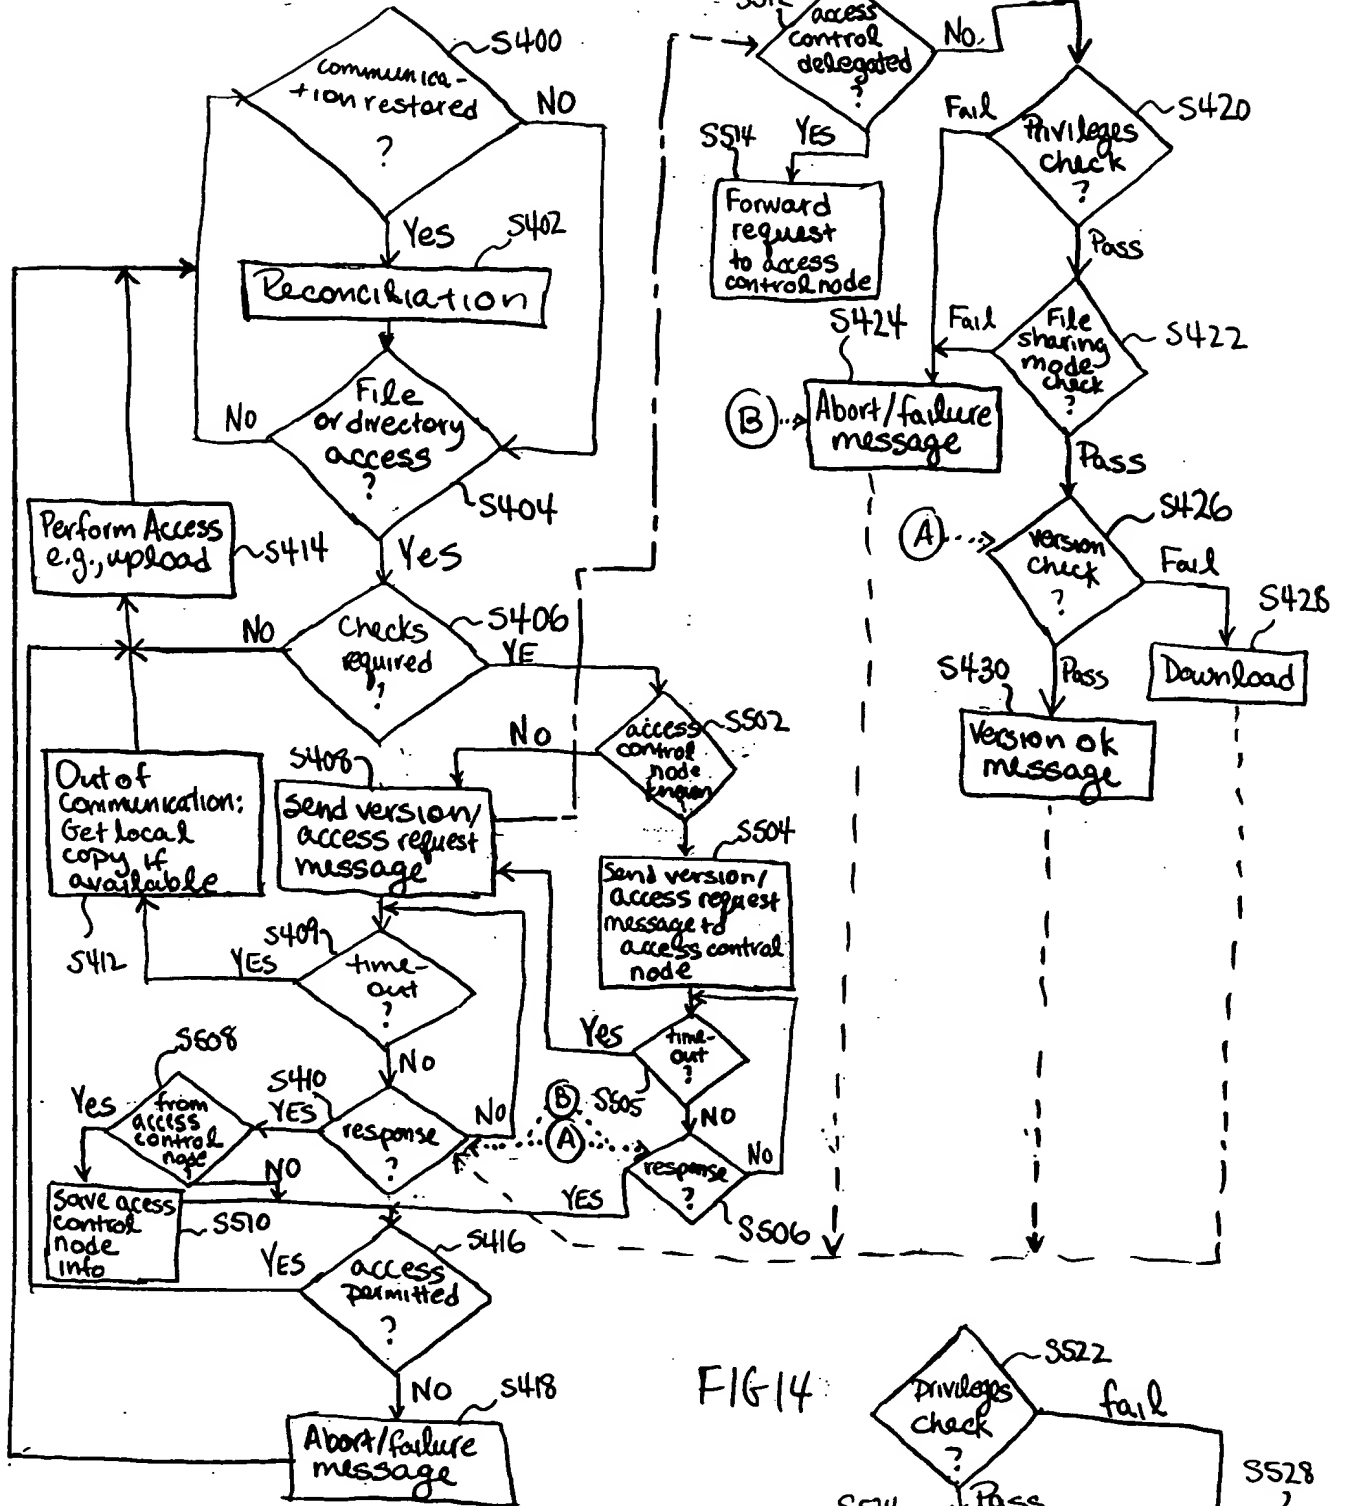 S400
communica-
tion restored
?
NO
Yes
S402
Reconciliation
File
or directory
access
?
NO
S404
Yes
Perform Access
e.g., upload
S414
Checks
required
?
S406
NO
YE
access
control
node
known
S502
NO
S408
Send version/
access request
message
Out of
communication:
Get local
copy if
available
S412
S504
Send version/
access request
message to
access control
node
S409
time-
out
?
YES
NO
Yes
time-
out
?
S505
NO
S508
from
access
control
node
Yes
NO
S410
YES
response
?
NO
B
A
response
?
NO
YES
S506
Save acess
control
node
info
S510
S416
access
permitted
?
YES
NO
S418
Abort/failure
message
access
control
delegated
?
NO
YES
S514
Forward
request
to access
control node
S420
Privileges
check
?
Fail
Pass
S422
File
sharing
mode
check
?
Fail
Pass
S424
B
Abort/failure
message
A
S426
version
check
?
Fail
S428
Download
Pass
S430
Version ok
message
FIG 14
S522
privileges
check
?
fail
Pass
S528